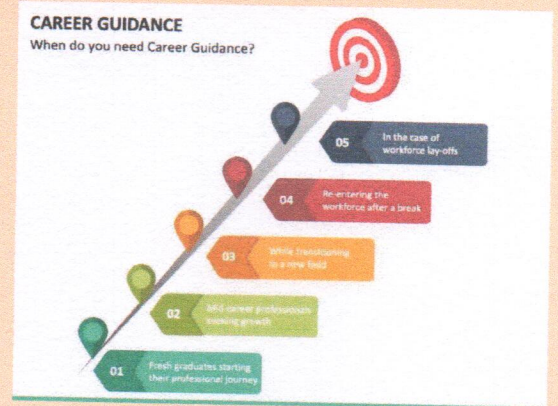 CAREER GUIDANCE
When do you need Career Guidance?
05
In the case of
workforce lay-offs
04
Re-entering the
workforce after a break
03
While transitioning
to a new field
02
Mid career professionals
seeking growth
01
Fresh graduates starting
their professional journey